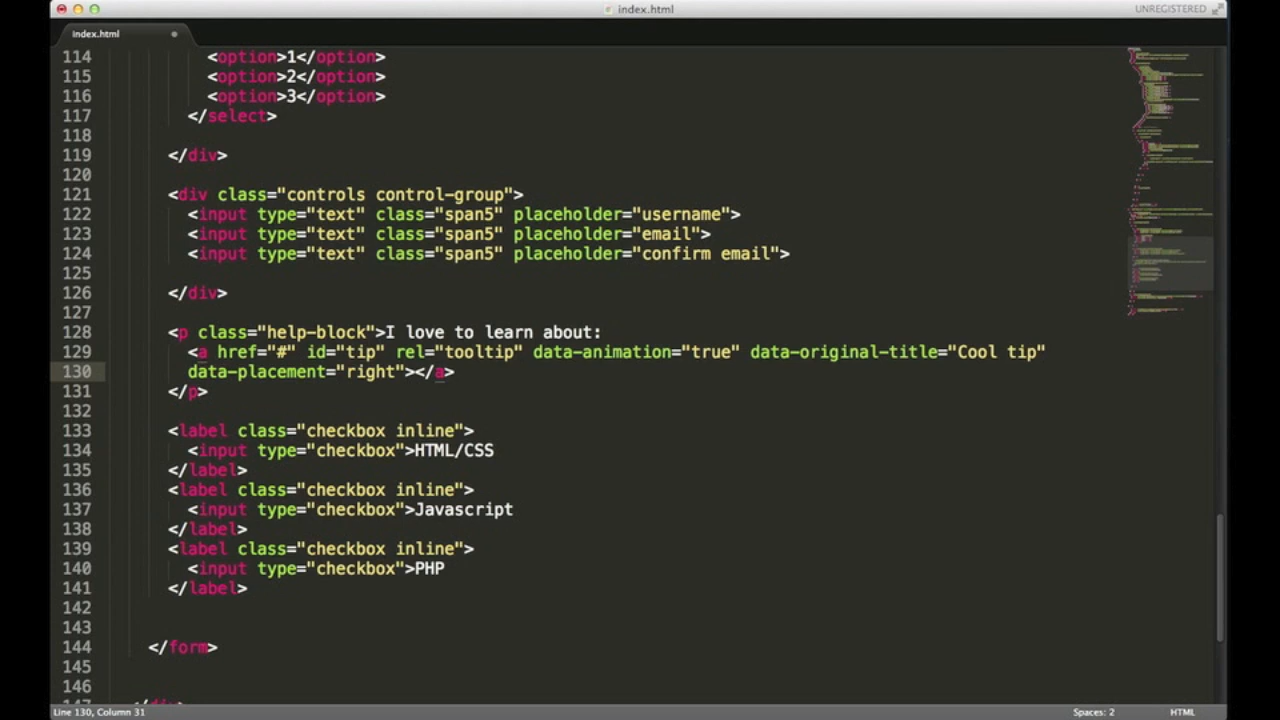 index.html
UNREGISTERED
index.html
114 <option>1</option>
115 <option>2</option>
116 <option>3</option>
117 </select>
118
119 </div>
120
121 <div class="controls control-group">
122 <input type="text" class="span5" placeholder="username">
123 <input type="text" class="span5" placeholder="email">
124 <input type="text" class="span5" placeholder="confirm email">
125
126 </div>
127
128 <p class="help-block">I love to learn about:
129 <a href="#" id="tip" rel="tooltip" data-animation="true" data-original-title="Cool tip"
130 data-placement="right"></a>
131 </p>
132
133 <label class="checkbox inline">
134 <input type="checkbox">HTML/CSS
135 </label>
136 <label class="checkbox inline">
137 <input type="checkbox">Javascript
138 </label>
139 <label class="checkbox inline">
140 <input type="checkbox">PHP
141 </label>
142
143
144 </form>
145
146
147 </div>
Line 130, Column 31
Spaces: 2
HTML